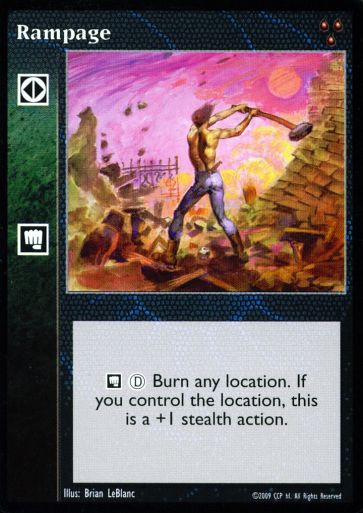 Rampage
D Burn any location. If
you control the location, this
is a +1 stealth action.
Illus: Brian LeBlanc
©2009 CCP hf. All Rights Reserved